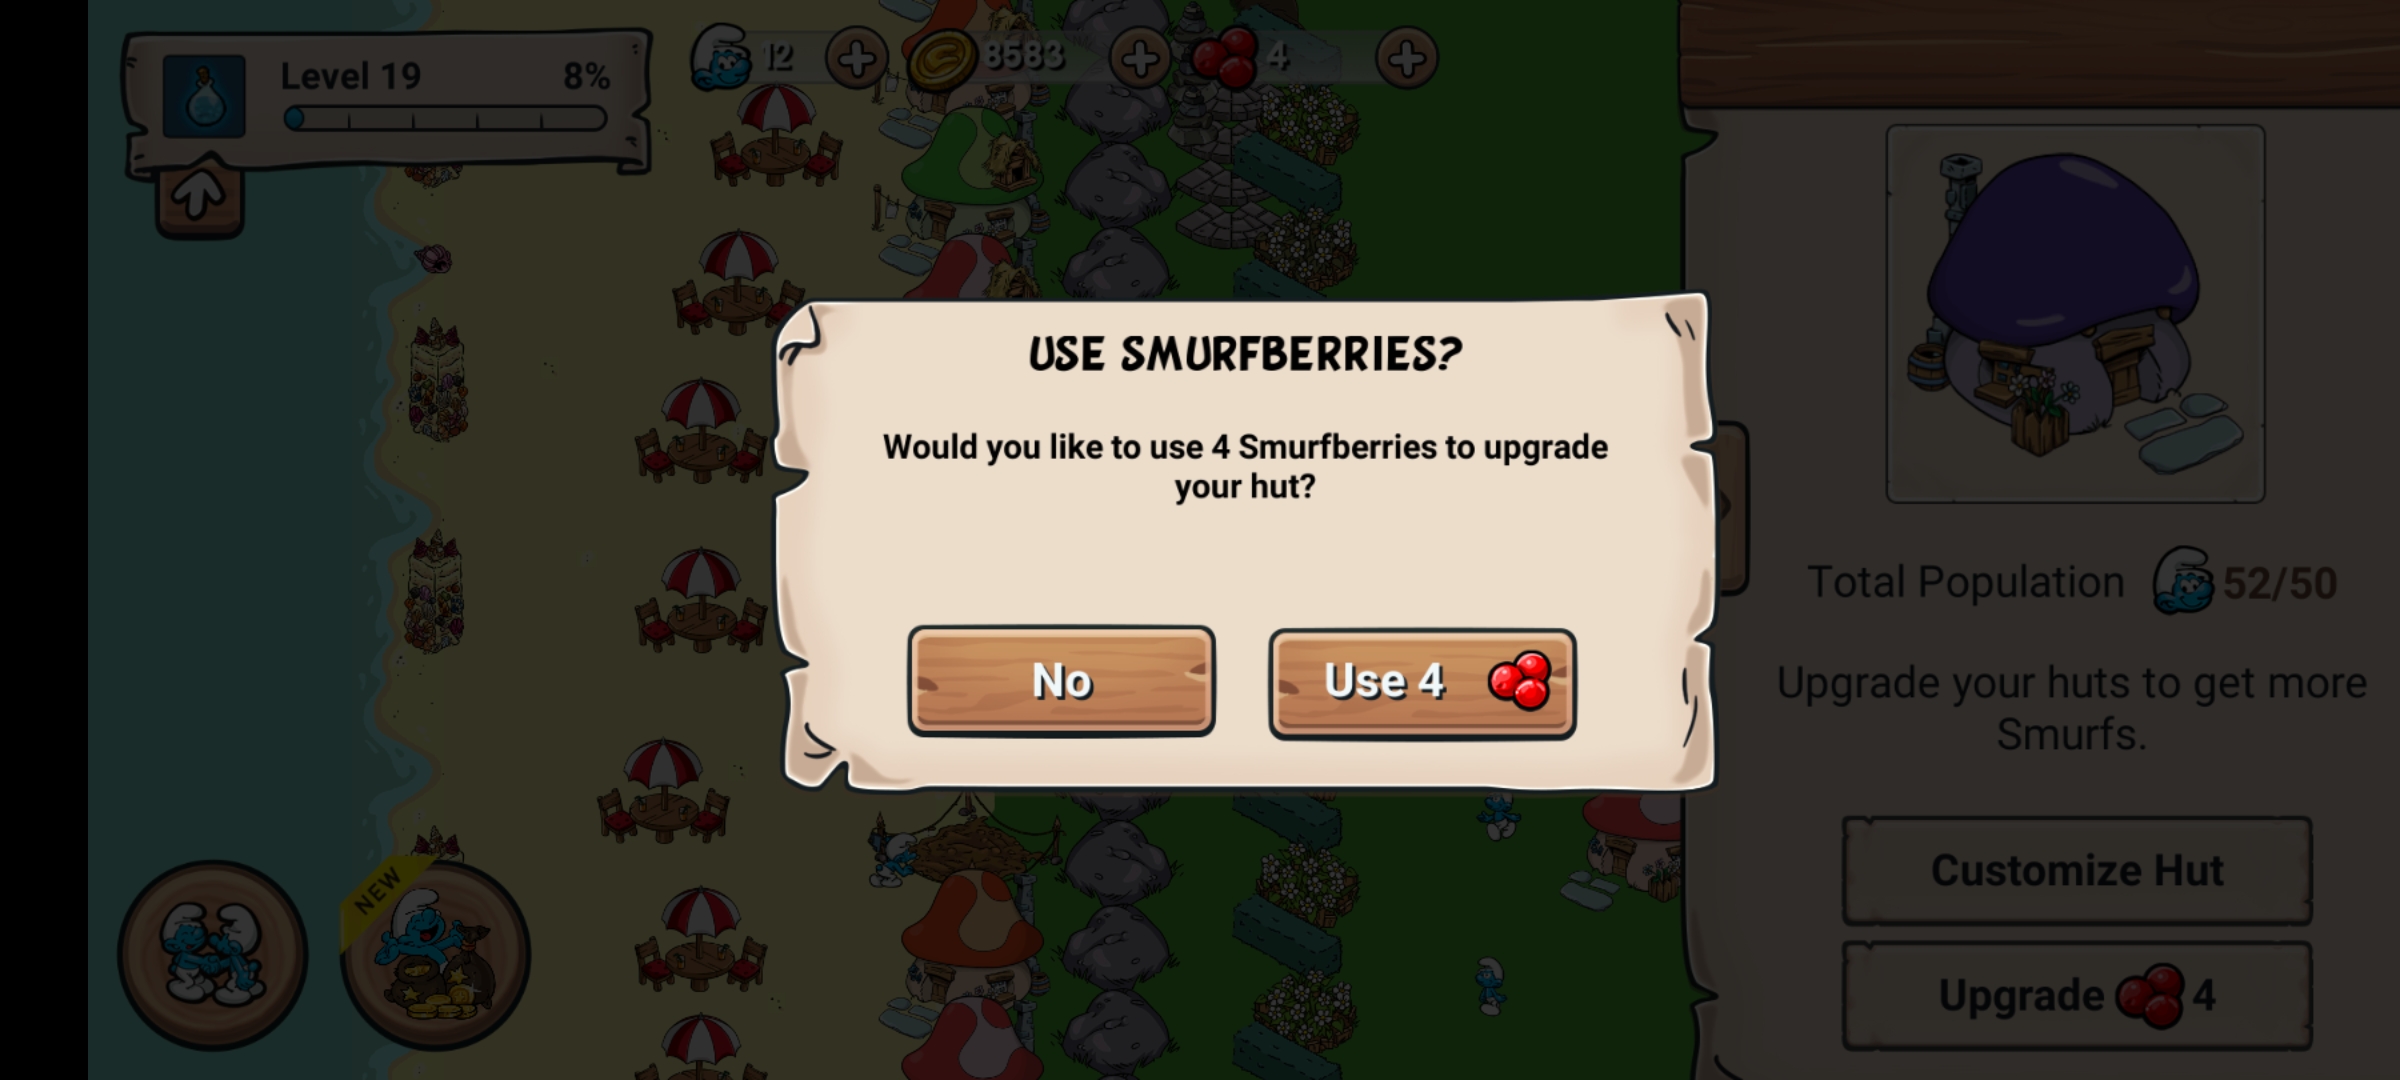 Level 19
8%
12
8583
4
USE SMURFBERRIES?
Would you like to use 4 Smurfberries to upgrade
your hut?
No
Use 4
Total Population
52/50
Upgrade your huts to get more
Smurfs.
Customize Hut
Upgrade 4
NEW